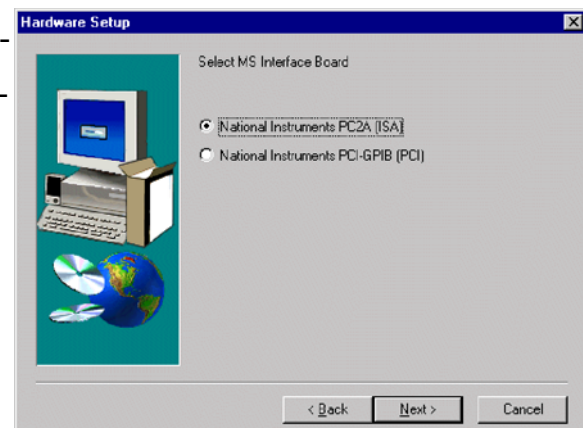 Hardware Setup
Select MS Interface Board
National Instruments PC2A (ISA)
National Instruments PCI-GPIB (PCI)
< Back
Next >
Cancel